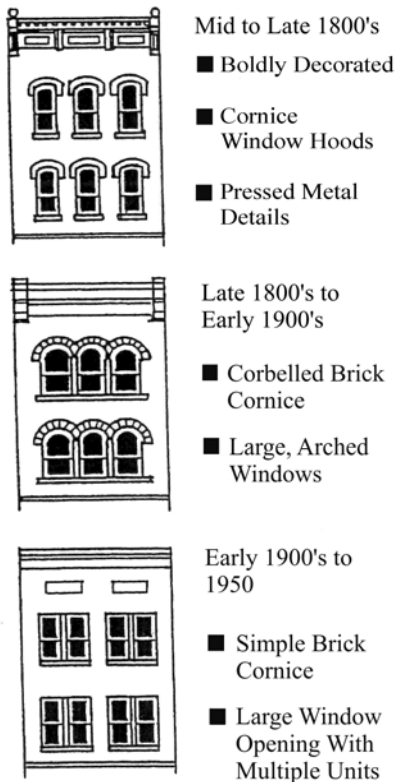 Mid to Late 1800's
■ Boldly Decorated
■ Cornice
Window Hoods
■ Pressed Metal
Details
Late 1800's to
Early 1900's
■ Corbelled Brick
Cornice
■ Large, Arched
Windows
Early 1900's to
1950
■ Simple Brick
Cornice
■ Large Window
Opening With
Multiple Units